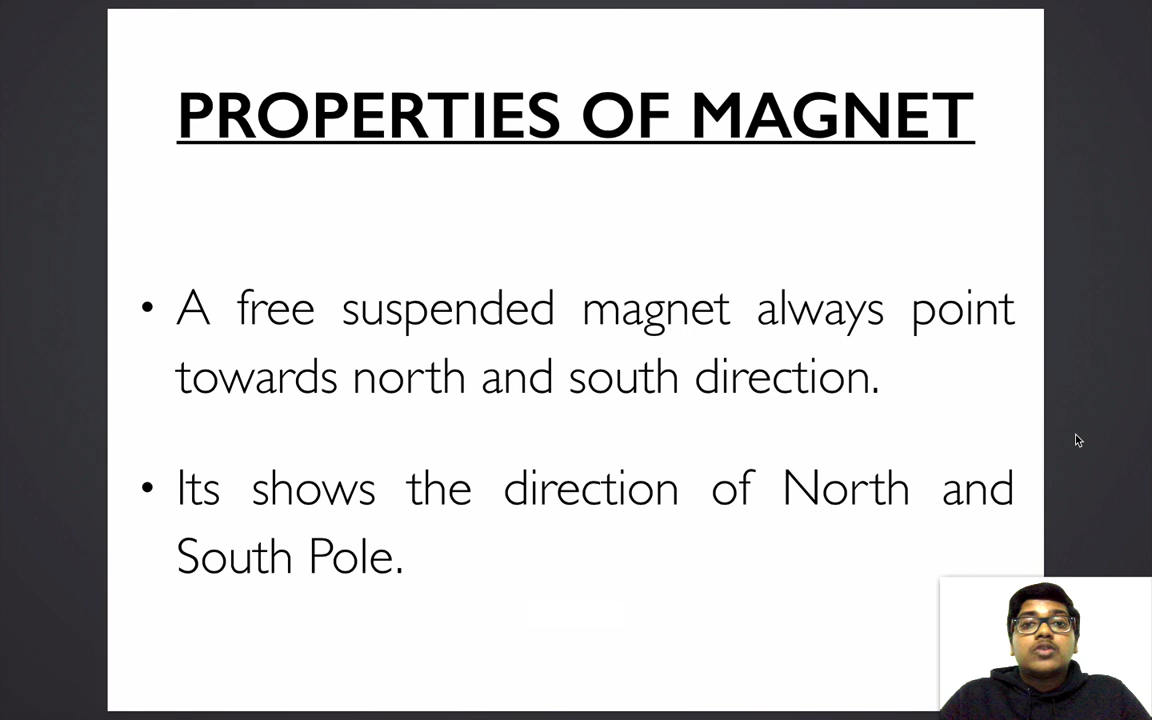 PROPERTIES OF MAGNET
• A free suspended magnet always point
towards north and south direction.
• Its shows the direction of North and
South Pole.